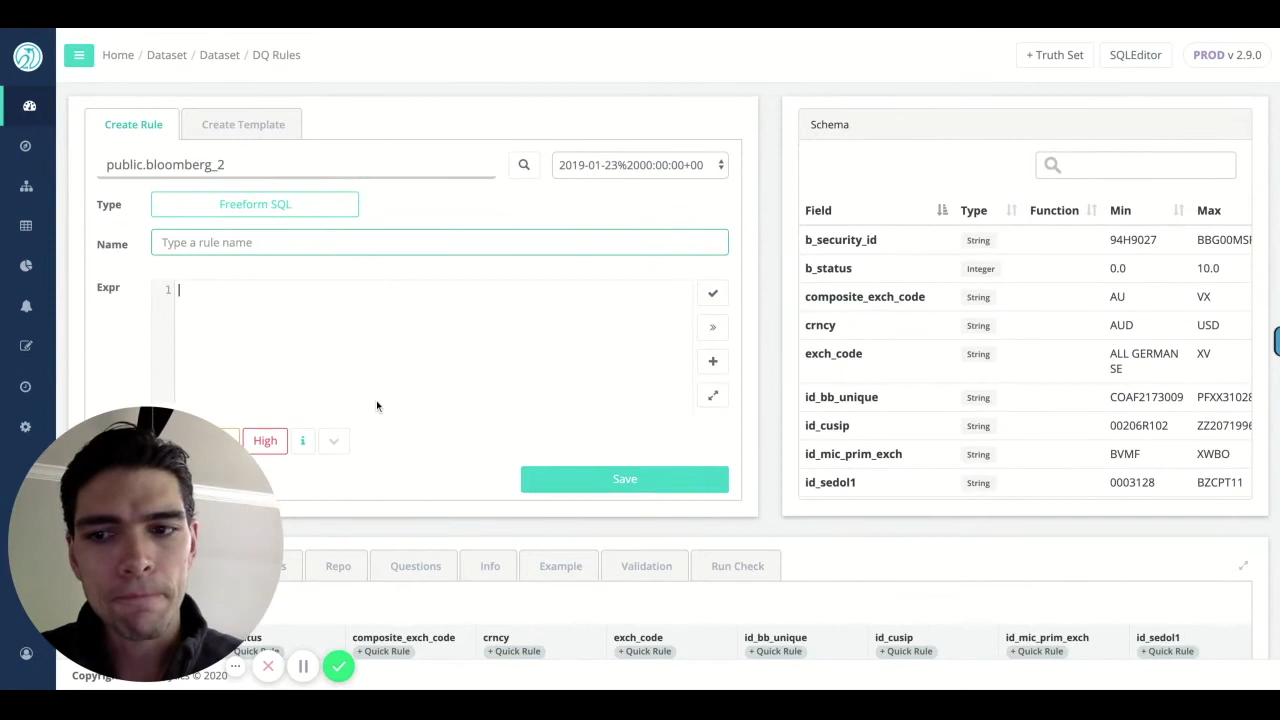 Home / Dataset / Dataset / DQ Rules
+ Truth Set
SQLEditor
PROD v 2.9.0
Create Rule
Create Template
public.bloomberg_2
2019-01-23%2000:00:00+00
Type
Freeform SQL
Name
Type a rule name
Expr
1
High
i
Save
Schema
Field Type Function Min Max
b_security_id String 94H9027
b_status Integer 0.0 10.0
composite_exch_code String AU VX
crncy String AUD USD
exch_code String ALL GERMAN XV
SE
id_bb_unique String COAF2173009 PFXX31028
id_cusip String 00206R102 ZZ2071996
id_mic_prim_exch String BVMF XWBO
id_sedol1 String 0003128 BZCPT11
Repo
Questions
Info
Example
Validation
Run Check
composite_exch_code crncy exch_code id_bb_unique id_cusip id_mic_prim_exch id_sedol1
+ Quick Rule + Quick Rule + Quick Rule + Quick Rule + Quick Rule + Quick Rule + Quick Rule
© 2020